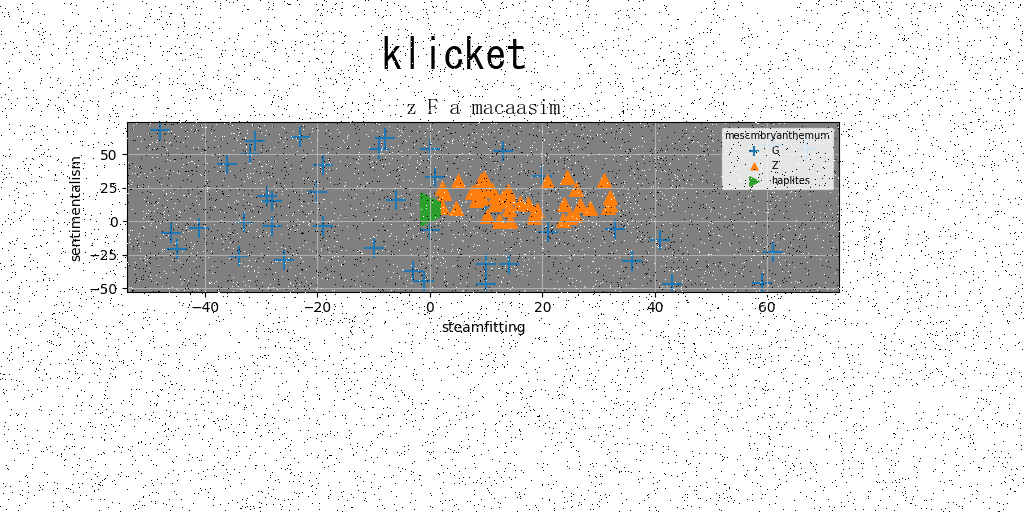 klicket
z F a macaasim
sentimentalism
50
25
0
−25
−50
mesembryanthemum
G
Z
haplites
−40 −20 0 20 40 60
steamfitting